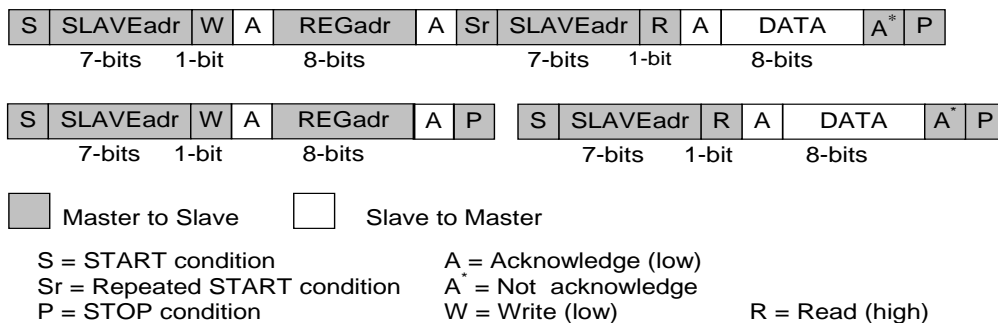 S SLAVEadr W A REGadr A Sr SLAVEadr R A DATA A* P
7-bits 1-bit 8-bits 7-bits 1-bit 8-bits
S SLAVEadr W A REGadr A P S SLAVEadr R A DATA A* P
7-bits 1-bit 8-bits 7-bits 1-bit 8-bits
Master to Slave Slave to Master
S = START condition A = Acknowledge (low)
Sr = Repeated START condition A* = Not acknowledge
P = STOP condition W = Write (low) R = Read (high)